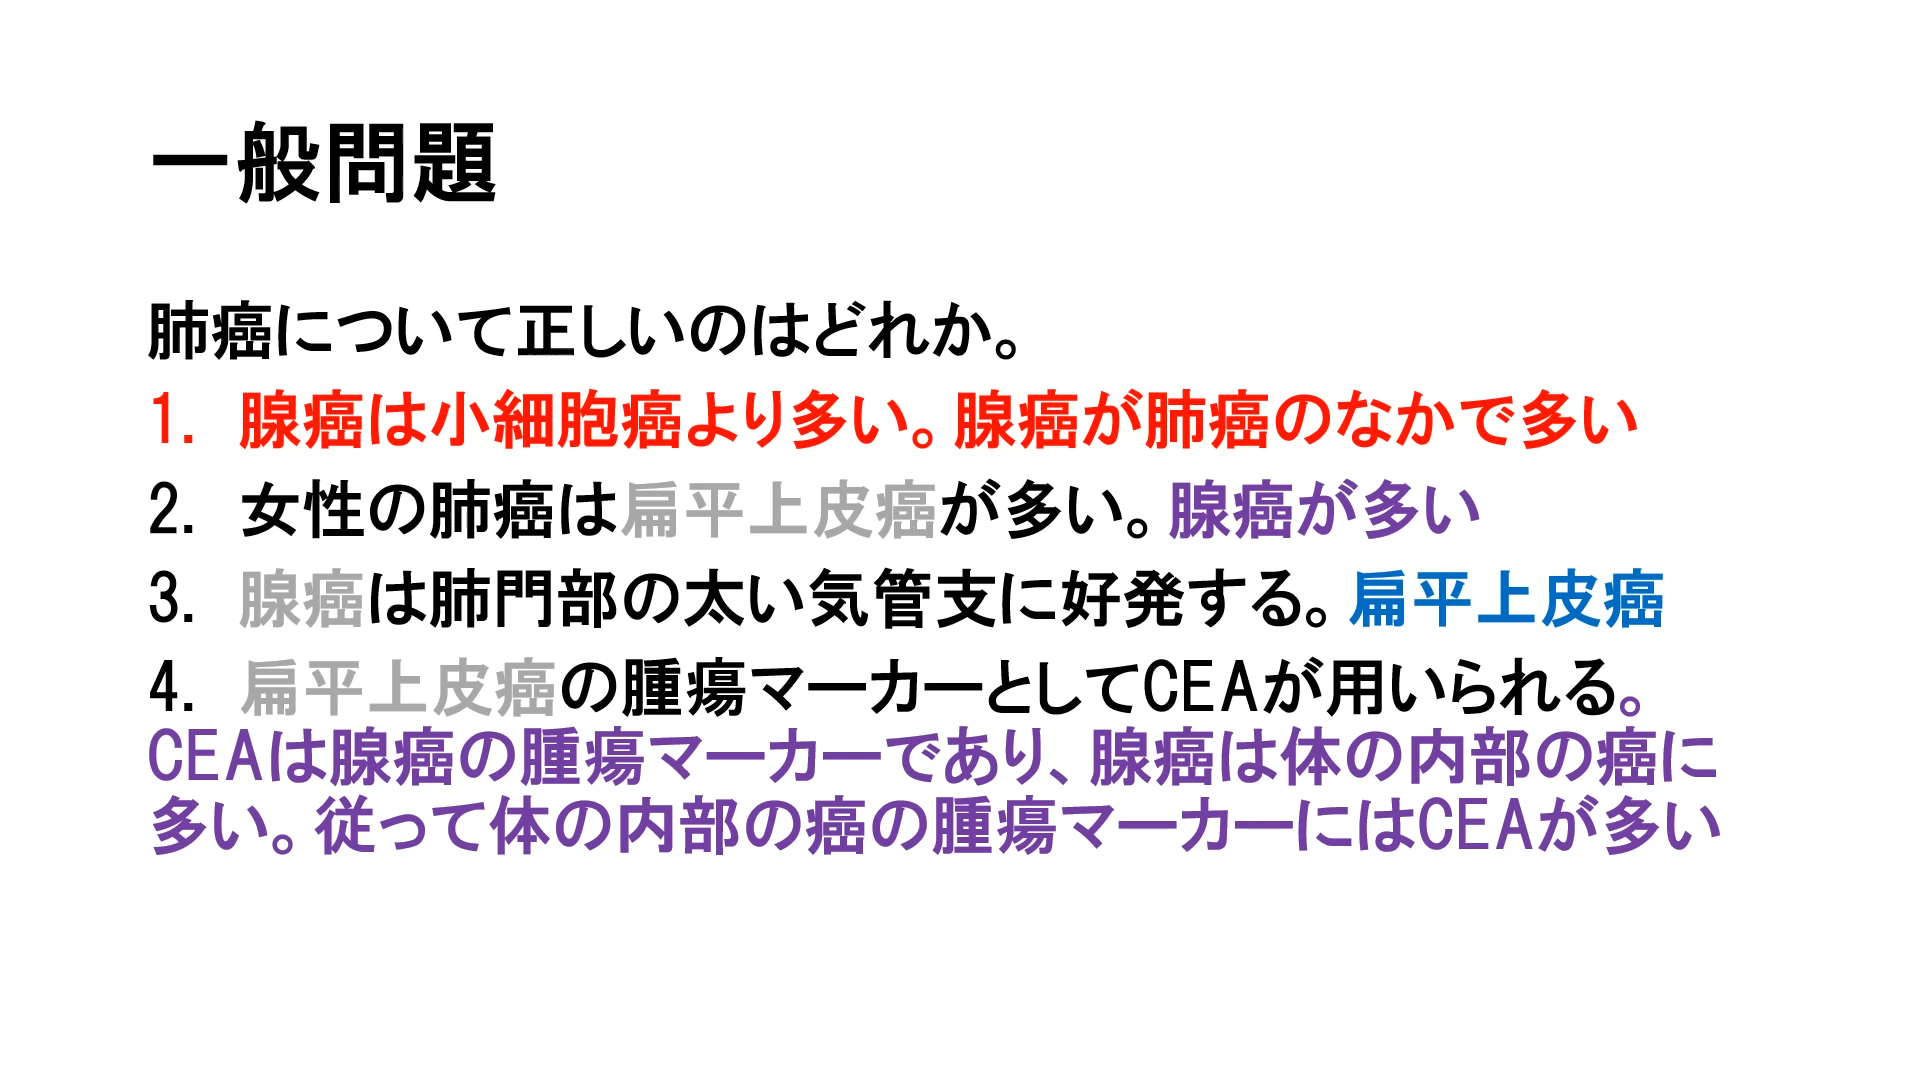 一般問題
肺癌について正しいのはどれか。
1. 腺癌は小細胞癌より多い。腺癌が肺癌のなかで多い
2. 女性の肺癌は扁平上皮癌が多い。腺癌が多い
3. 腺癌は肺門部の太い気管支に好発する。扁平上皮癌
4. 扁平上皮癌の腫瘍マーカーとしてCEAが用いられる。
CEAは腺癌の腫瘍マーカーであり、腺癌は体の内部の癌に
多い。従って体の内部の癌の腫瘍マーカーにはCEAが多い